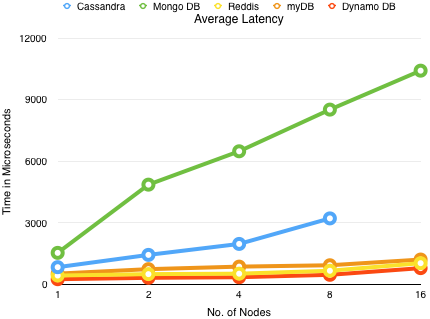 Cassandra Mongo DB Reddis myDB Dynamo DB
Average Latency
12000
9000
6000
3000
0
Time in Microseconds
1 2 4 8 16
No. of Nodes